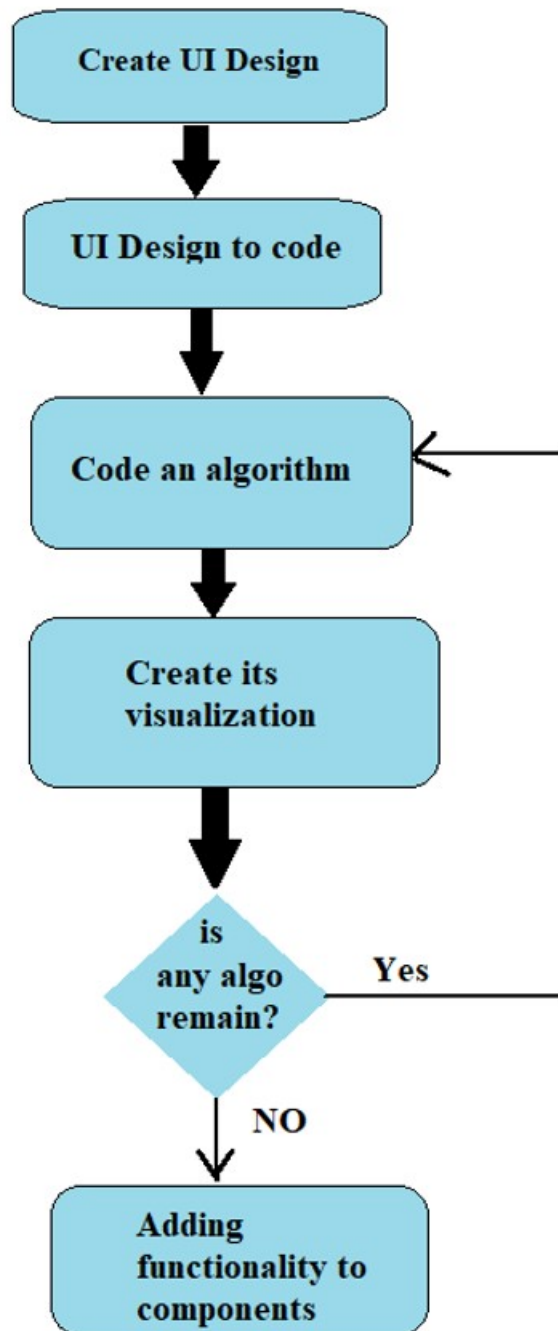 Create UI Design
UI Design to code
Code an algorithm
Create its
visualization
is
any algo
remain?
Yes
NO
Adding
functionality to
components